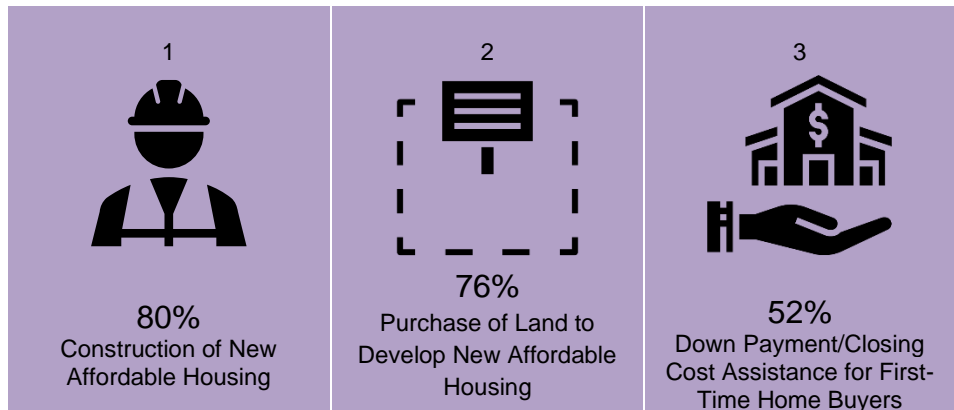 1
80%
Construction of New
Affordable Housing
2
76%
Purchase of Land to
Develop New Affordable
Housing
3
$
52%
Down Payment/Closing
Cost Assistance for First-
Time Home Buyers